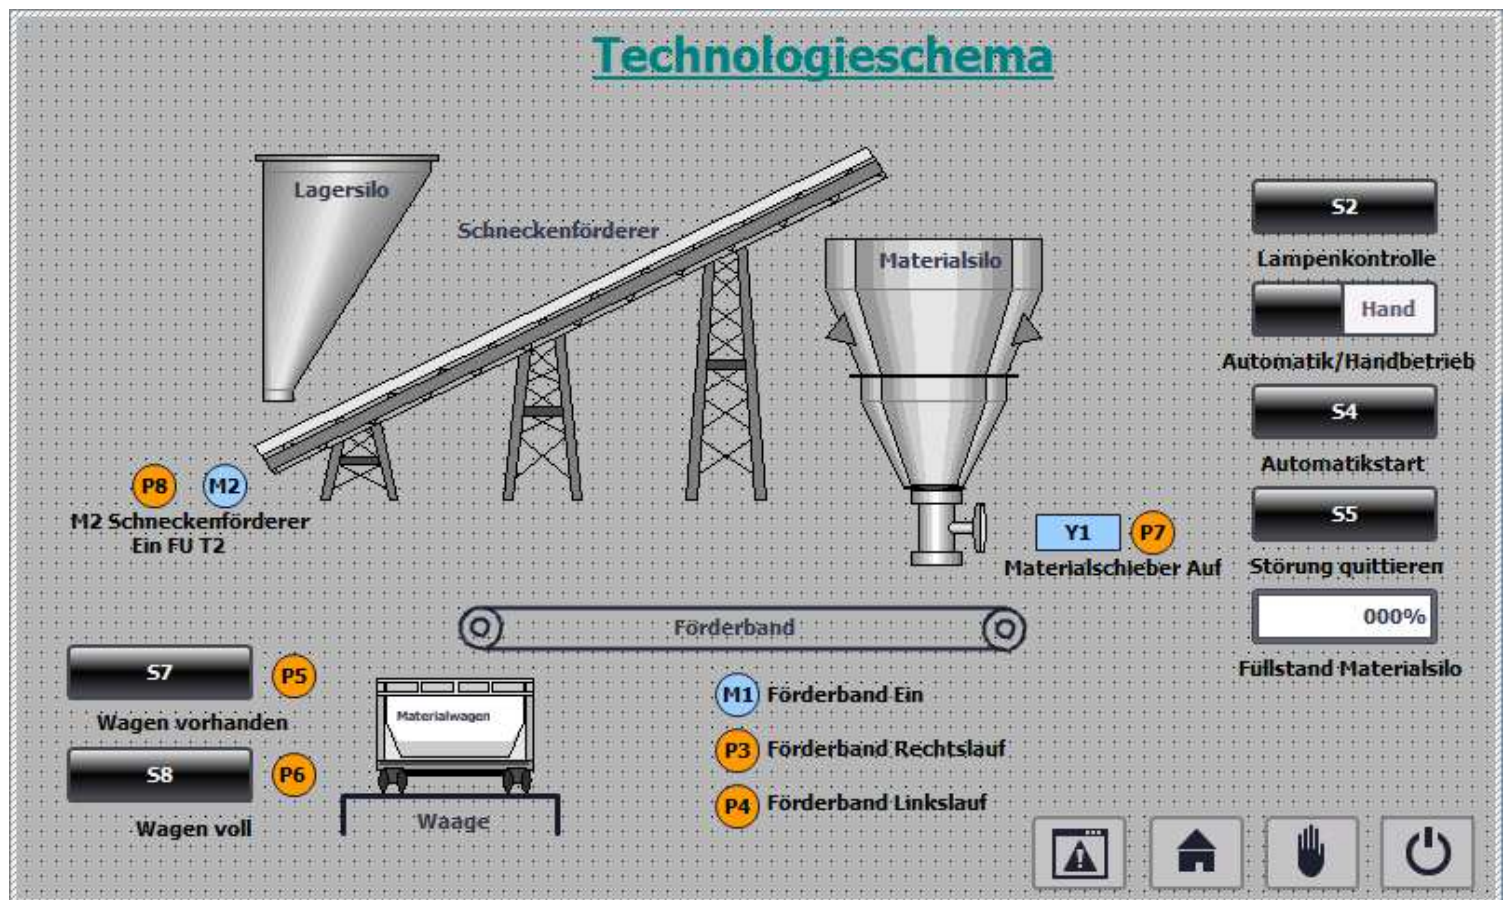 Technologieschema
Lagersilo
Schneckenförderer
Materialsilo
S2
Lampenkontrolle
Hand
Automatik/Handbetrieb
S4
Automatikstart
S5
Störung quittieren
000%
Füllstand Materialsilo
P8
M2
M2 Schneckenförderer
Ein FU T2
Y1
P7
Materialschieber Auf
Förderband
S7
P5
Wagen vorhanden
S8
P6
Wagen voll
Materialwagen
Waage
M1 Förderband Ein
P3 Förderband Rechtslauf
P4 Förderband Linkslauf